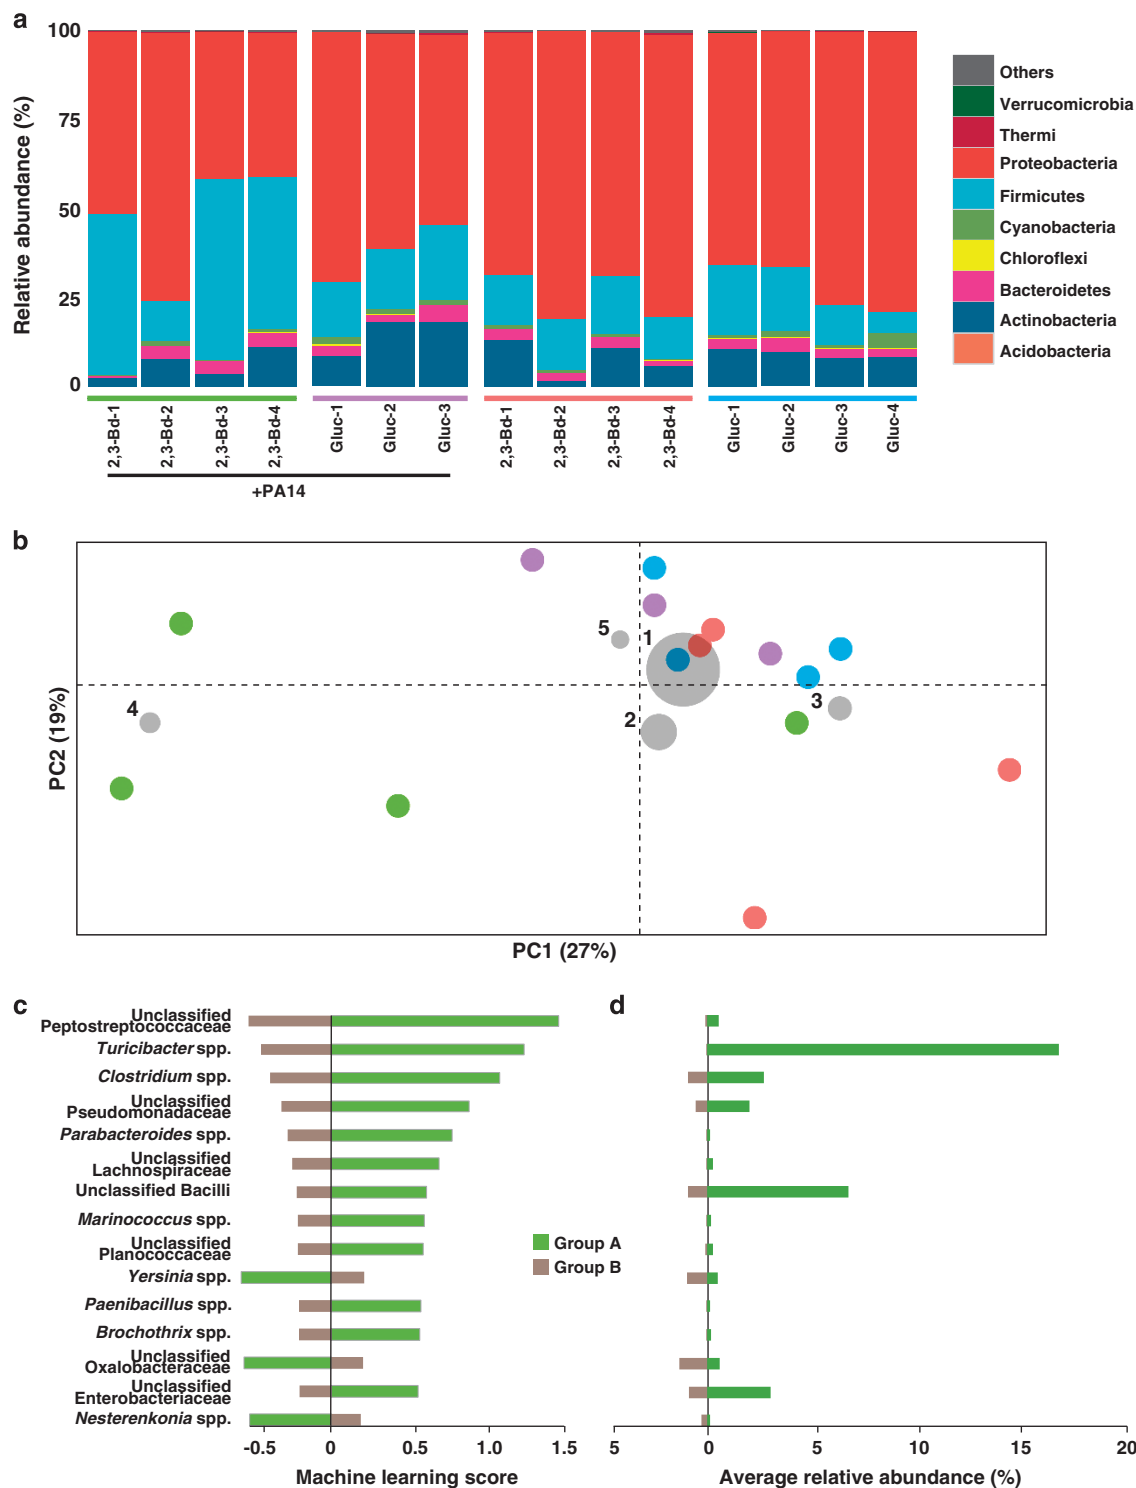 a
100
75
50
25
0
Relative abundance (%)
Others
Verrucomicrobia
Thermi
Proteobacteria
Firmicutes
Cyanobacteria
Chloroflexi
Bacteroidetes
Actinobacteria
Acidobacteria
2,3-Bd-1
2,3-Bd-2
2,3-Bd-3
2,3-Bd-4
Gluc-1
Gluc-2
Gluc-3
2,3-Bd-1
2,3-Bd-2
2,3-Bd-3
2,3-Bd-4
Gluc-1
Gluc-2
Gluc-3
Gluc-4
+PA14
b
5
1
4
2
3
PC2 (19%)
PC1 (27%)
c
Unclassified
Peptostreptococcaceae
Turicibacter spp.
Clostridium spp.
Unclassified
Pseudomonadaceae
Parabacteroides spp.
Unclassified
Lachnospiraceae
Unclassified Bacilli
Marinococcus spp.
Unclassified
Planococcaceae
Yersinia spp.
Paenibacillus spp.
Brochothrix spp.
Unclassified
Oxalobacteraceae
Unclassified
Enterobacteriaceae
Nesterenkonia spp.
-0.5 0 0.5 1.0 1.5
Machine learning score
Group A
Group B
d
5 0 5 10 15 20
Average relative abundance (%)